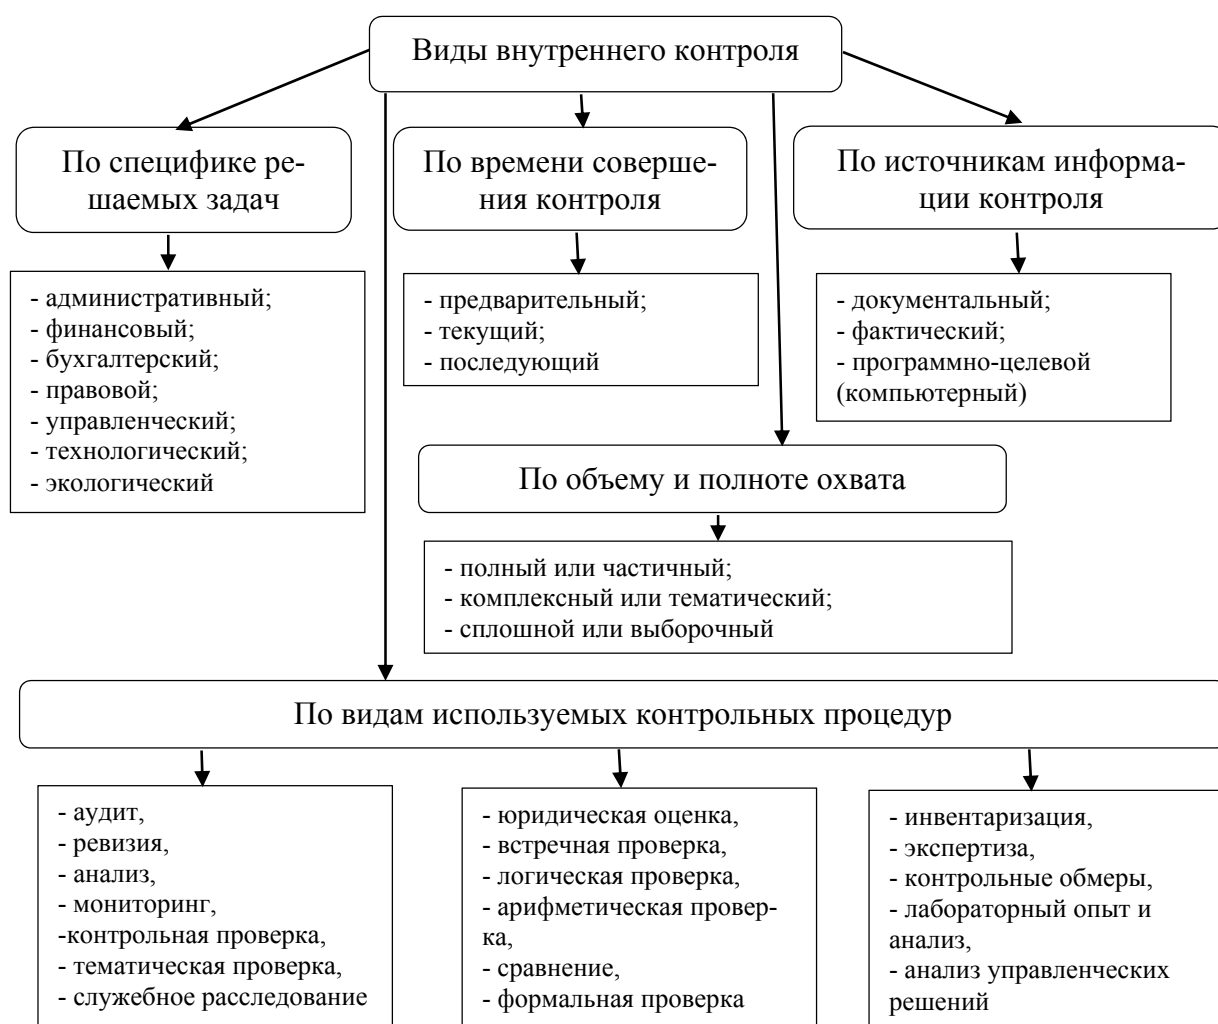 Виды внутреннего контроля
По специфике ре-
шаемых задач
По времени соверше-
ния контроля
По источникам информа-
ции контроля
- административный;
- финансовый;
- бухгалтерский;
- правовой;
- управленческий;
- технологический;
- экологический
- предварительный;
- текущий;
- последующий
- документальный;
- фактический;
- программно-целевой
(компьютерный)
По объему и полноте охвата
- полный или частичный;
- комплексный или тематический;
- сплошной или выборочный
По видам используемых контрольных процедур
- аудит,
- ревизия,
- анализ,
- мониторинг,
-контрольная проверка,
- тематическая проверка,
- служебное расследование
- юридическая оценка,
- встречная проверка,
- логическая проверка,
- арифметическая провер-
ка,
- сравнение,
- формальная проверка
- инвентаризация,
- экспертиза,
- контрольные обмеры,
- лабораторный опыт и
анализ,
- анализ управленческих
решений